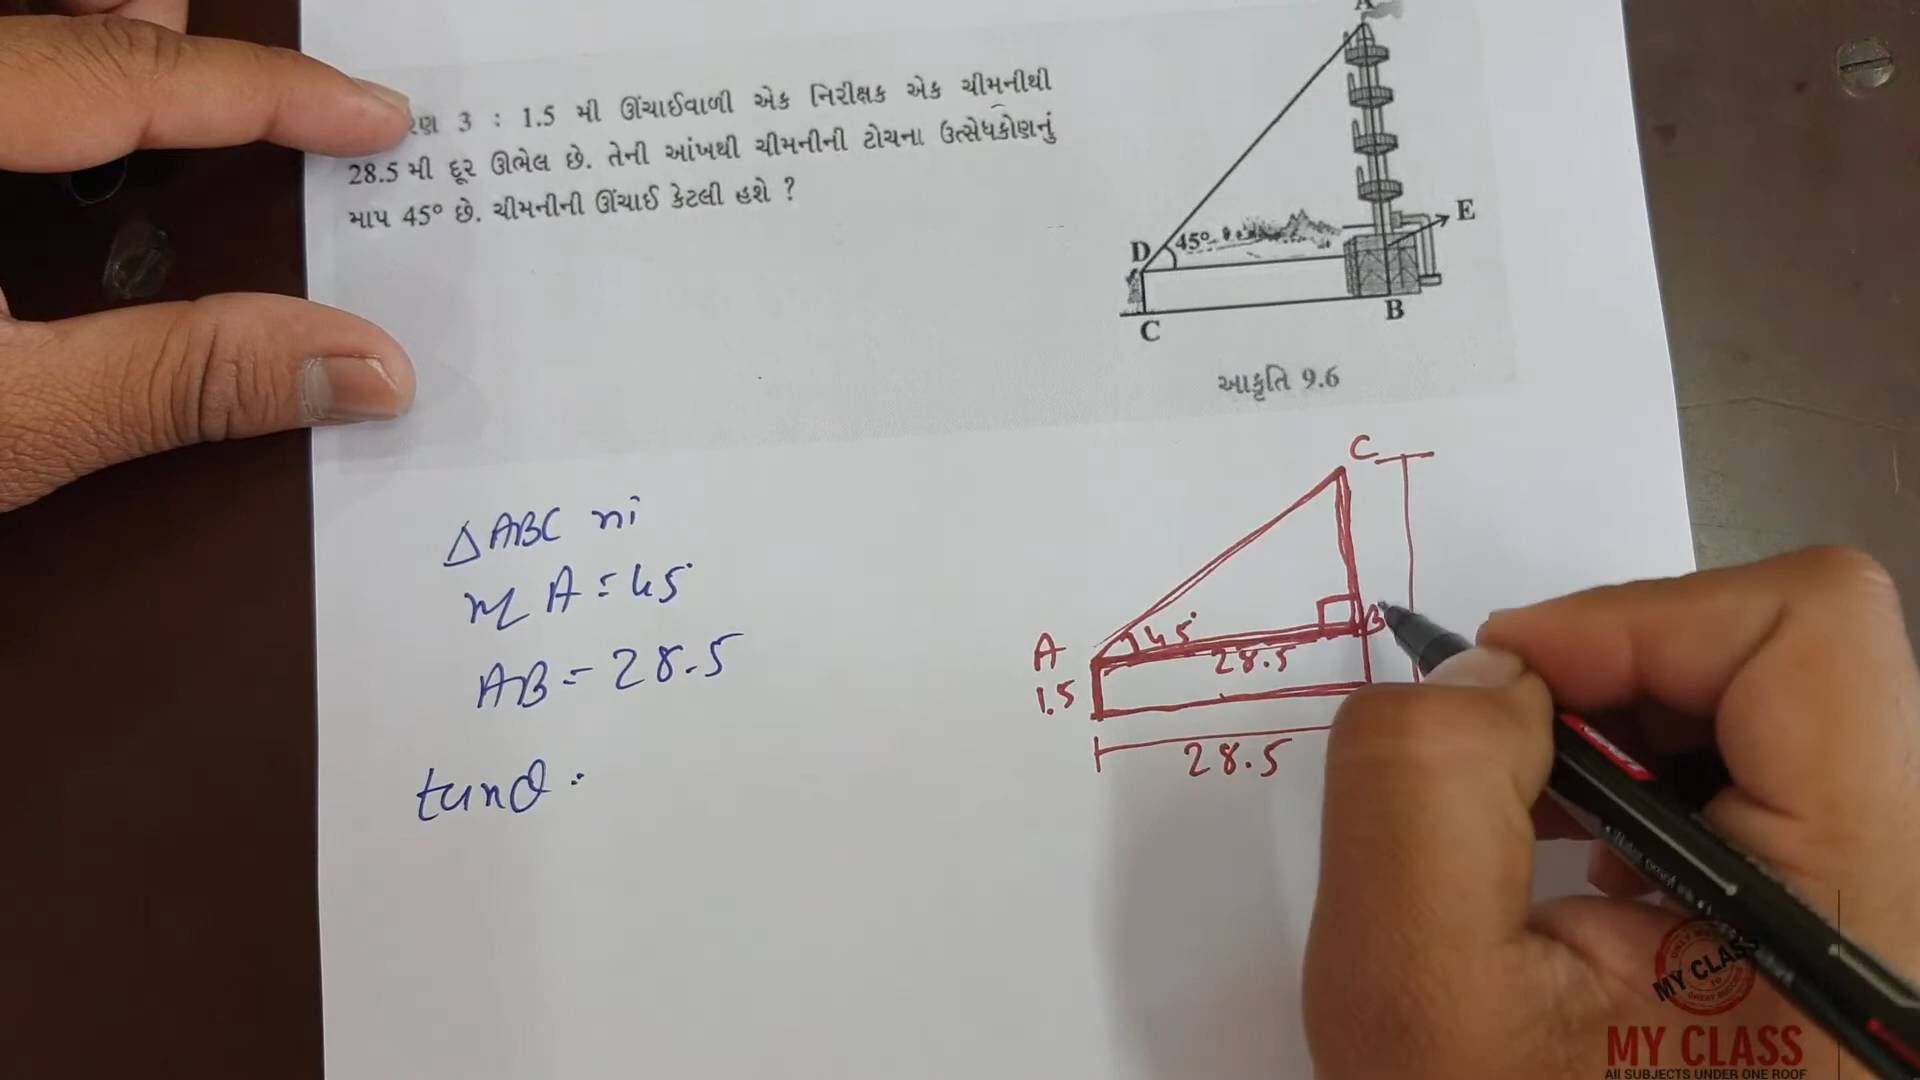 રણ 3 : 1.5 મી ઊંચાઈવાળી એક નિરીક્ષક એક ચીમનીથી
28.5 મી દૂર ઊભેલ છે. તેની આંખથી ચીમનીની ટોચના ઉત્સેધકોણનું
માપ 45° છે. ચીમનીની ઊંચાઈ કેટલી હશે ?
A
E
D
45°
B
C
આકૃતિ 9.6
C
△ABC
A = 45°
AB = 28.5
tanθ
A
45°
B
28.5
1.5
28.5
MY CLASS
MY CLASS
All SUBJECTS UNDER ONE ROOF